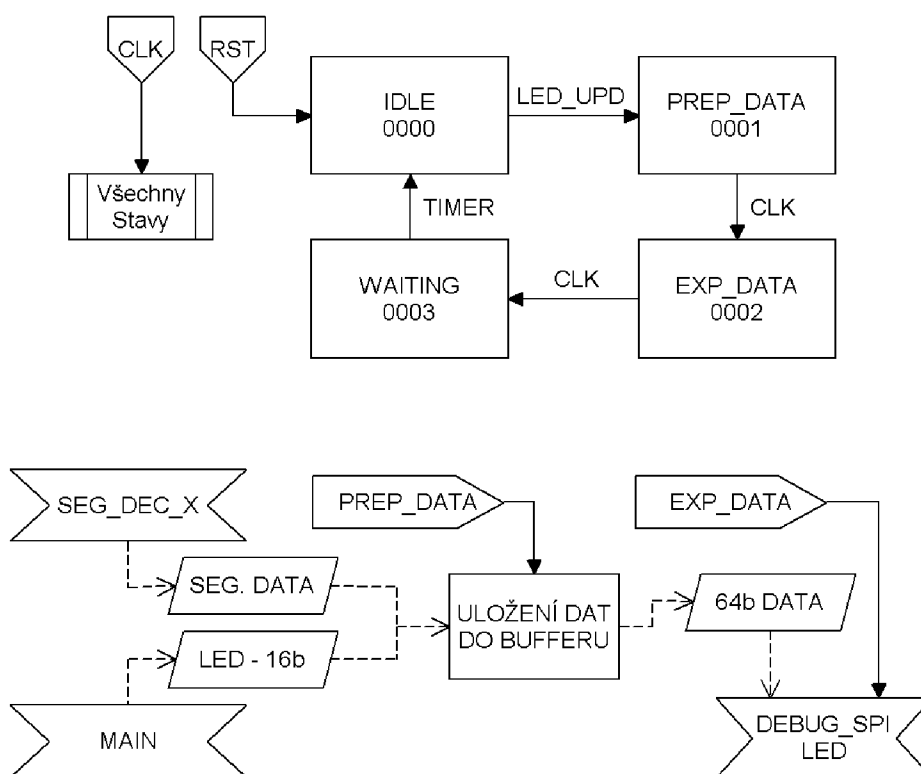 CLK
RST
IDLE
0000
LED_UPD
PREP_DATA
0001
Všechny
Stavy
TIMER
CLK
WAITING
0003
CLK
EXP_DATA
0002
SEG_DEC_X
PREP_DATA
EXP_DATA
SEG. DATA
ULOŽENÍ DAT
DO BUFFERU
64b DATA
LED - 16b
MAIN
DEBUG_SPI
LED